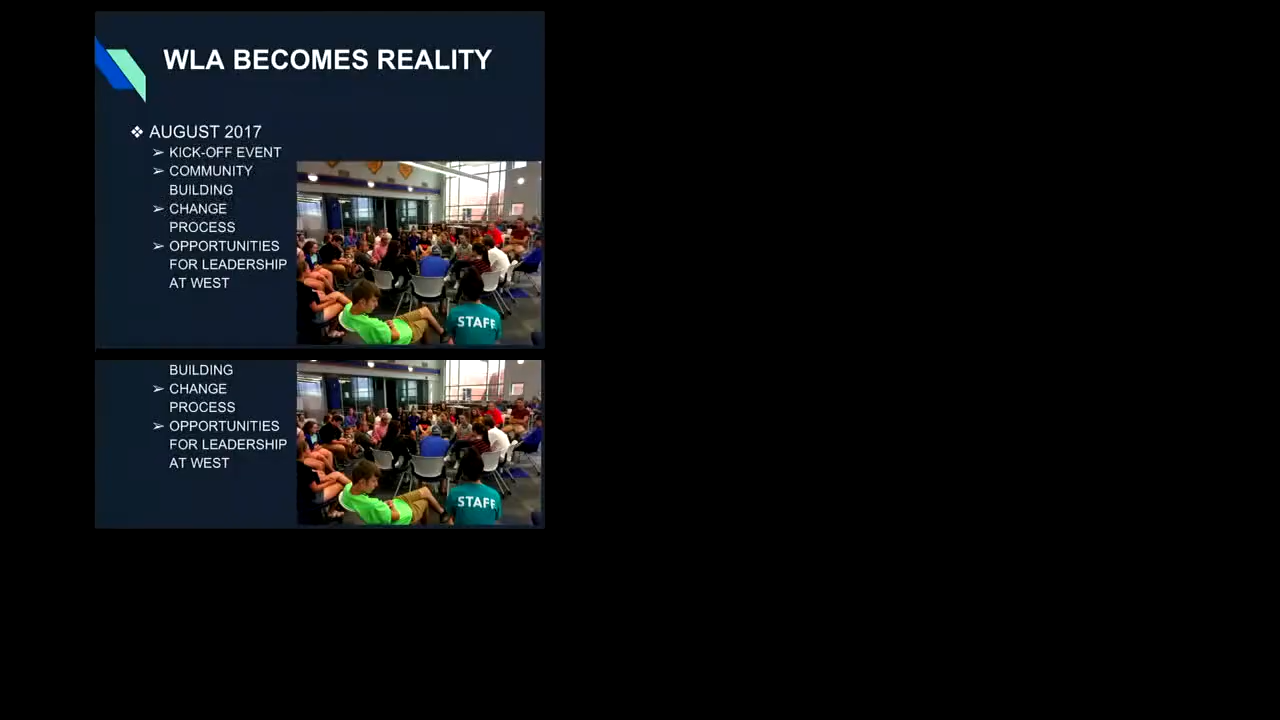 WLA BECOMES REALITY
❖ AUGUST 2017
➢ KICK-OFF EVENT
➢ COMMUNITY
BUILDING
➢ CHANGE
PROCESS
➢ OPPORTUNITIES
FOR LEADERSHIP
AT WEST
STAFF
BUILDING
➢ CHANGE
PROCESS
➢ OPPORTUNITIES
FOR LEADERSHIP
AT WEST
STAFF